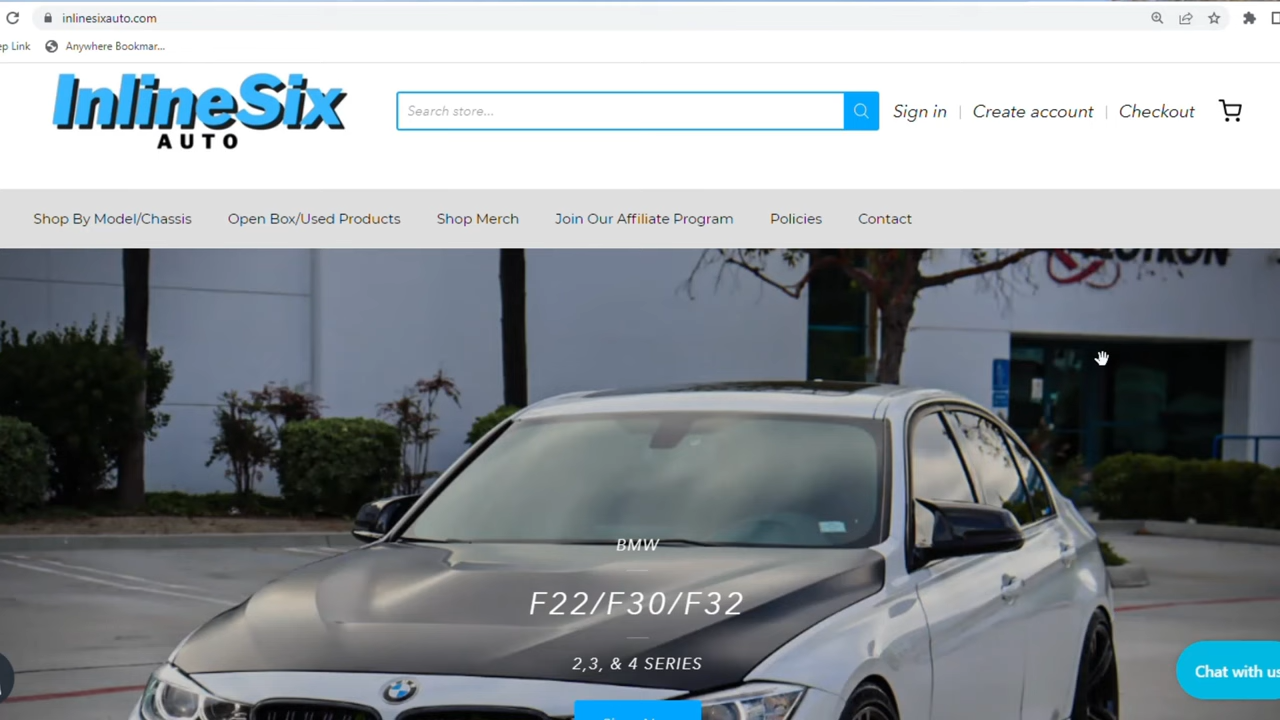 inlinesixauto.com
ep Link Anywhere Bookmar...
InlineSix
AUTO
Search store...
Sign in | Create account | Checkout
Shop By Model/Chassis Open Box/Used Products Shop Merch Join Our Affiliate Program Policies Contact
BMW
F22/F30/F32
2,3, & 4 SERIES
Chat with us